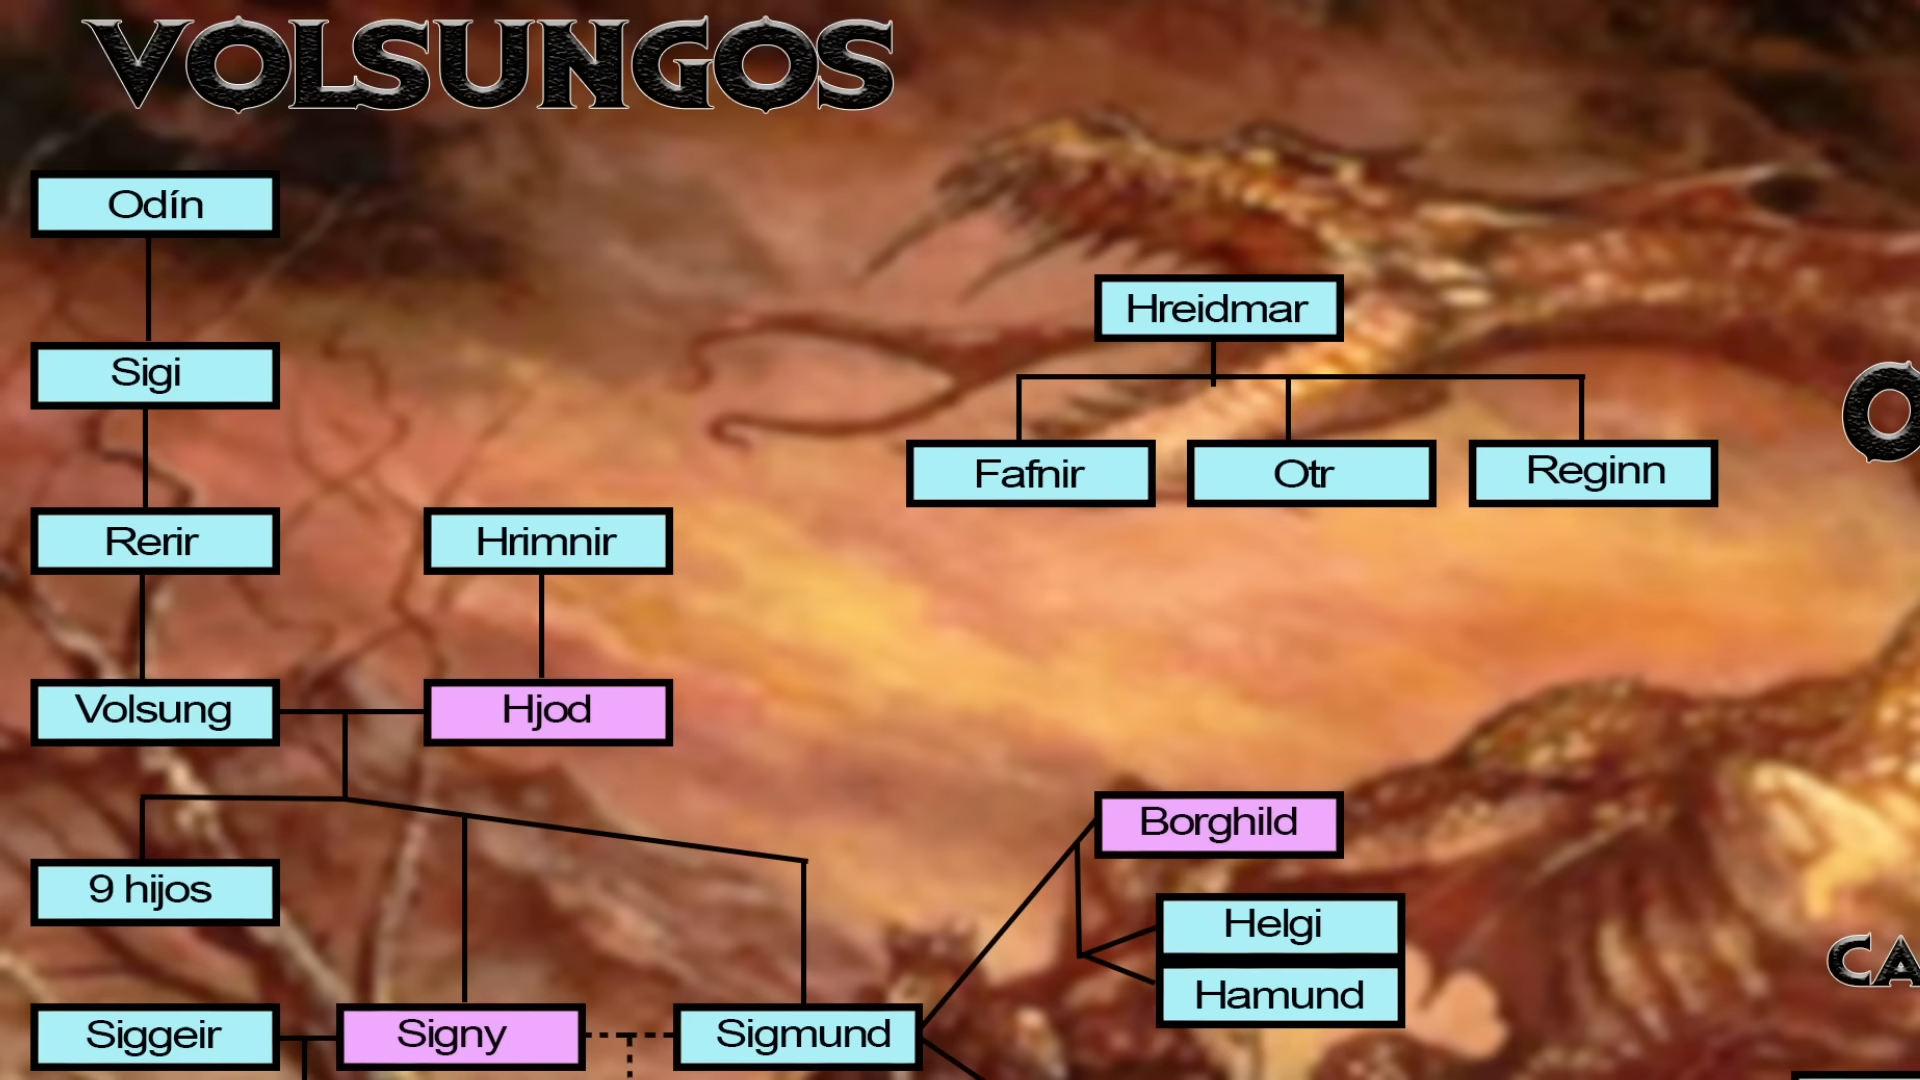 VOLSUNGOS
Odín
Sigi
Hreidmar
Fafnir
Otr
Reginn
Rerir
Hrimnir
Volsung
Hjod
Borghild
9 hijos
Helgi
Hamund
Siggeir
Signy
Sigmund